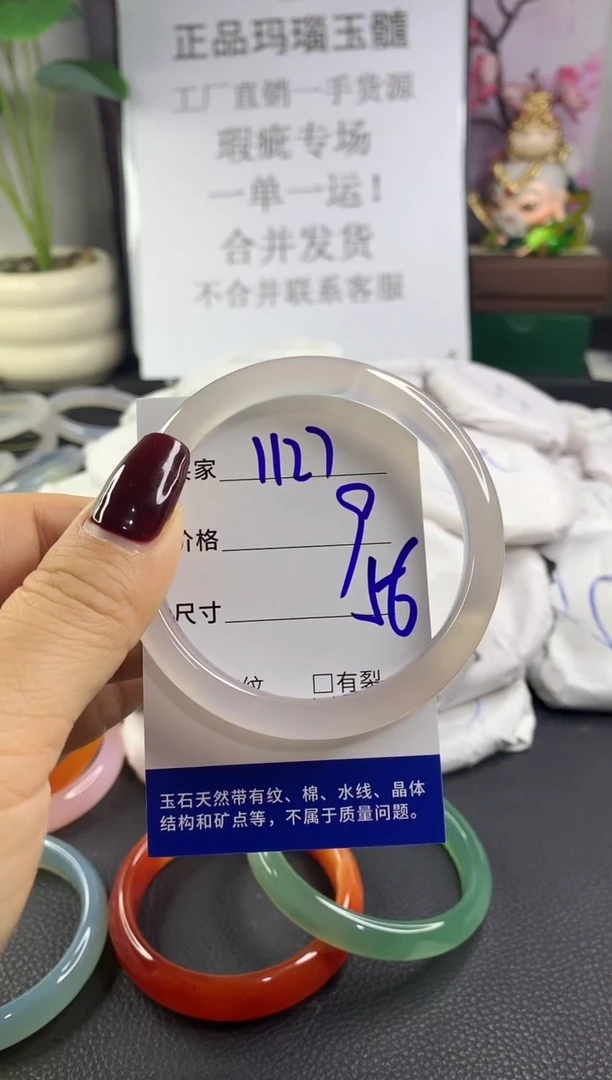 正品玛瑙玉髓
工厂直销一手货源
瑕疵专场
一单一运!
合并发货
不合并联系客服
家 1127
价格 9
尺寸 56
纹 □有裂
玉石天然带有纹、棉、水线、晶体
结构和矿点等，不属于质量问题。